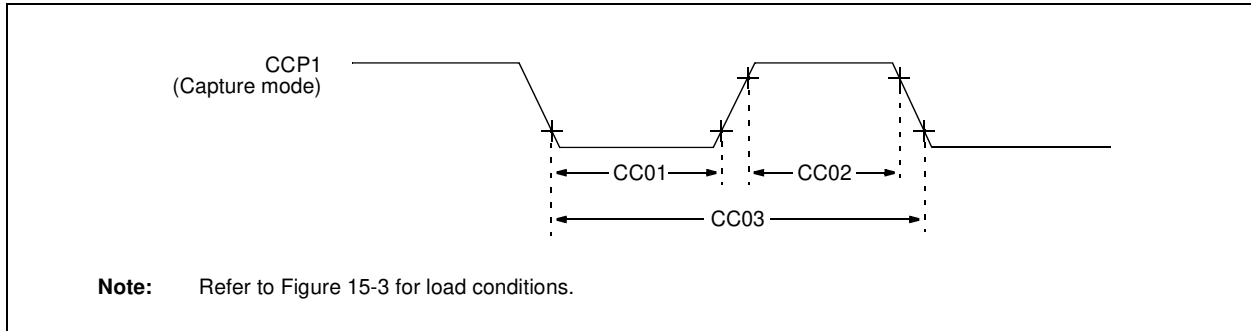 CCP1
(Capture mode)
CC01
CC02
CC03
Note: Refer to Figure 15-3 for load conditions.